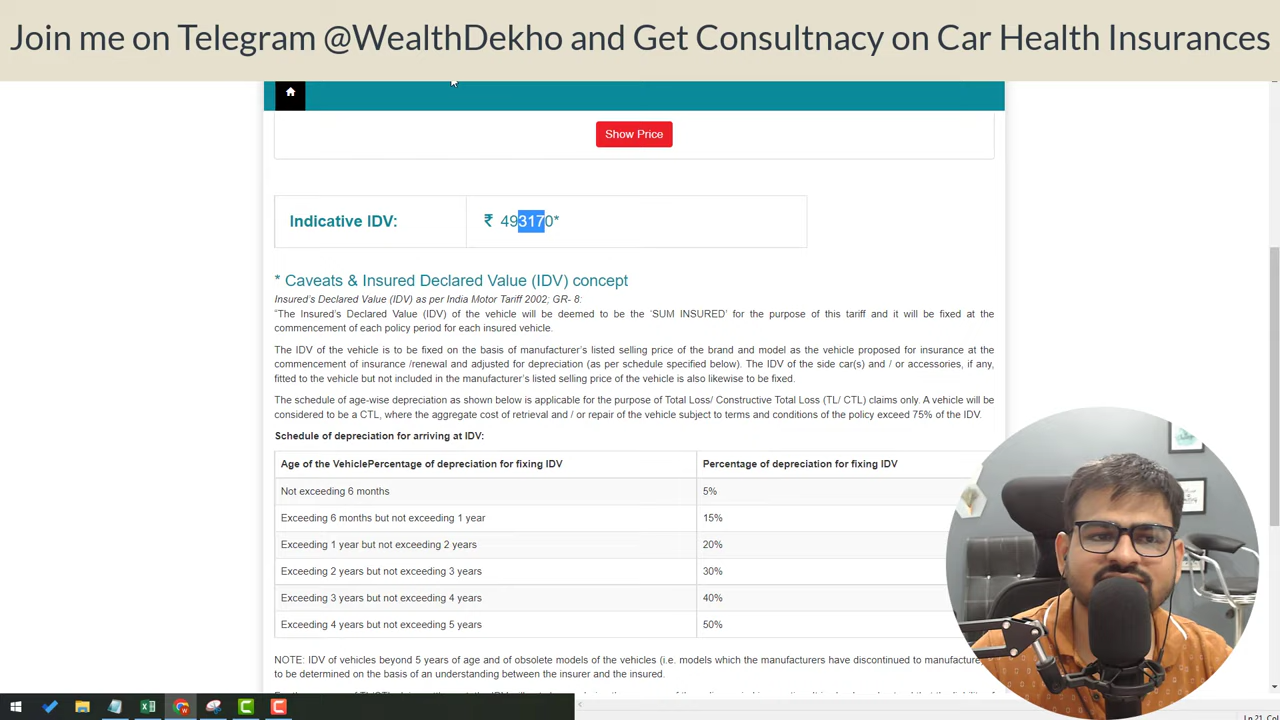 Join me on Telegram @WealthDekho and Get Consultnacy on Car Health Insurances
Show Price
Indicative IDV: ₹ 493170*
* Caveats & Insured Declared Value (IDV) concept
Insured's Declared Value (IDV) as per India Motor Tariff 2002; GR- 8:
“The Insured's Declared Value (IDV) of the vehicle will be deemed to be the ‘SUM INSURED’ for the purpose of this tariff and it will be fixed at the
commencement of each policy period for each insured vehicle.
The IDV of the vehicle is to be fixed on the basis of manufacturer's listed selling price of the brand and model as the vehicle proposed for insurance at the
commencement of insurance /renewal and adjusted for depreciation (as per schedule specified below). The IDV of the side car(s) and / or accessories, if any,
fitted to the vehicle but not included in the manufacturer's listed selling price of the vehicle is also likewise to be fixed.
The schedule of age-wise depreciation as shown below is applicable for the purpose of Total Loss/ Constructive Total Loss (TL/ CTL) claims only. A vehicle will be
considered to be a CTL, where the aggregate cost of retrieval and / or repair of the vehicle subject to terms and conditions of the policy exceed 75% of the IDV.
Schedule of depreciation for arriving at IDV:
Age of the VehiclePercentage of depreciation for fixing IDV Percentage of depreciation for fixing IDV
Not exceeding 6 months 5%
Exceeding 6 months but not exceeding 1 year 15%
Exceeding 1 year but not exceeding 2 years 20%
Exceeding 2 years but not exceeding 3 years 30%
Exceeding 3 years but not exceeding 4 years 40%
Exceeding 4 years but not exceeding 5 years 50%
NOTE: IDV of vehicles beyond 5 years of age and of obsolete models of the vehicles (i.e. models which the manufacturers have discontinued to manufacture)
to be determined on the basis of an understanding between the insurer and the insured.
Ln 21, Col